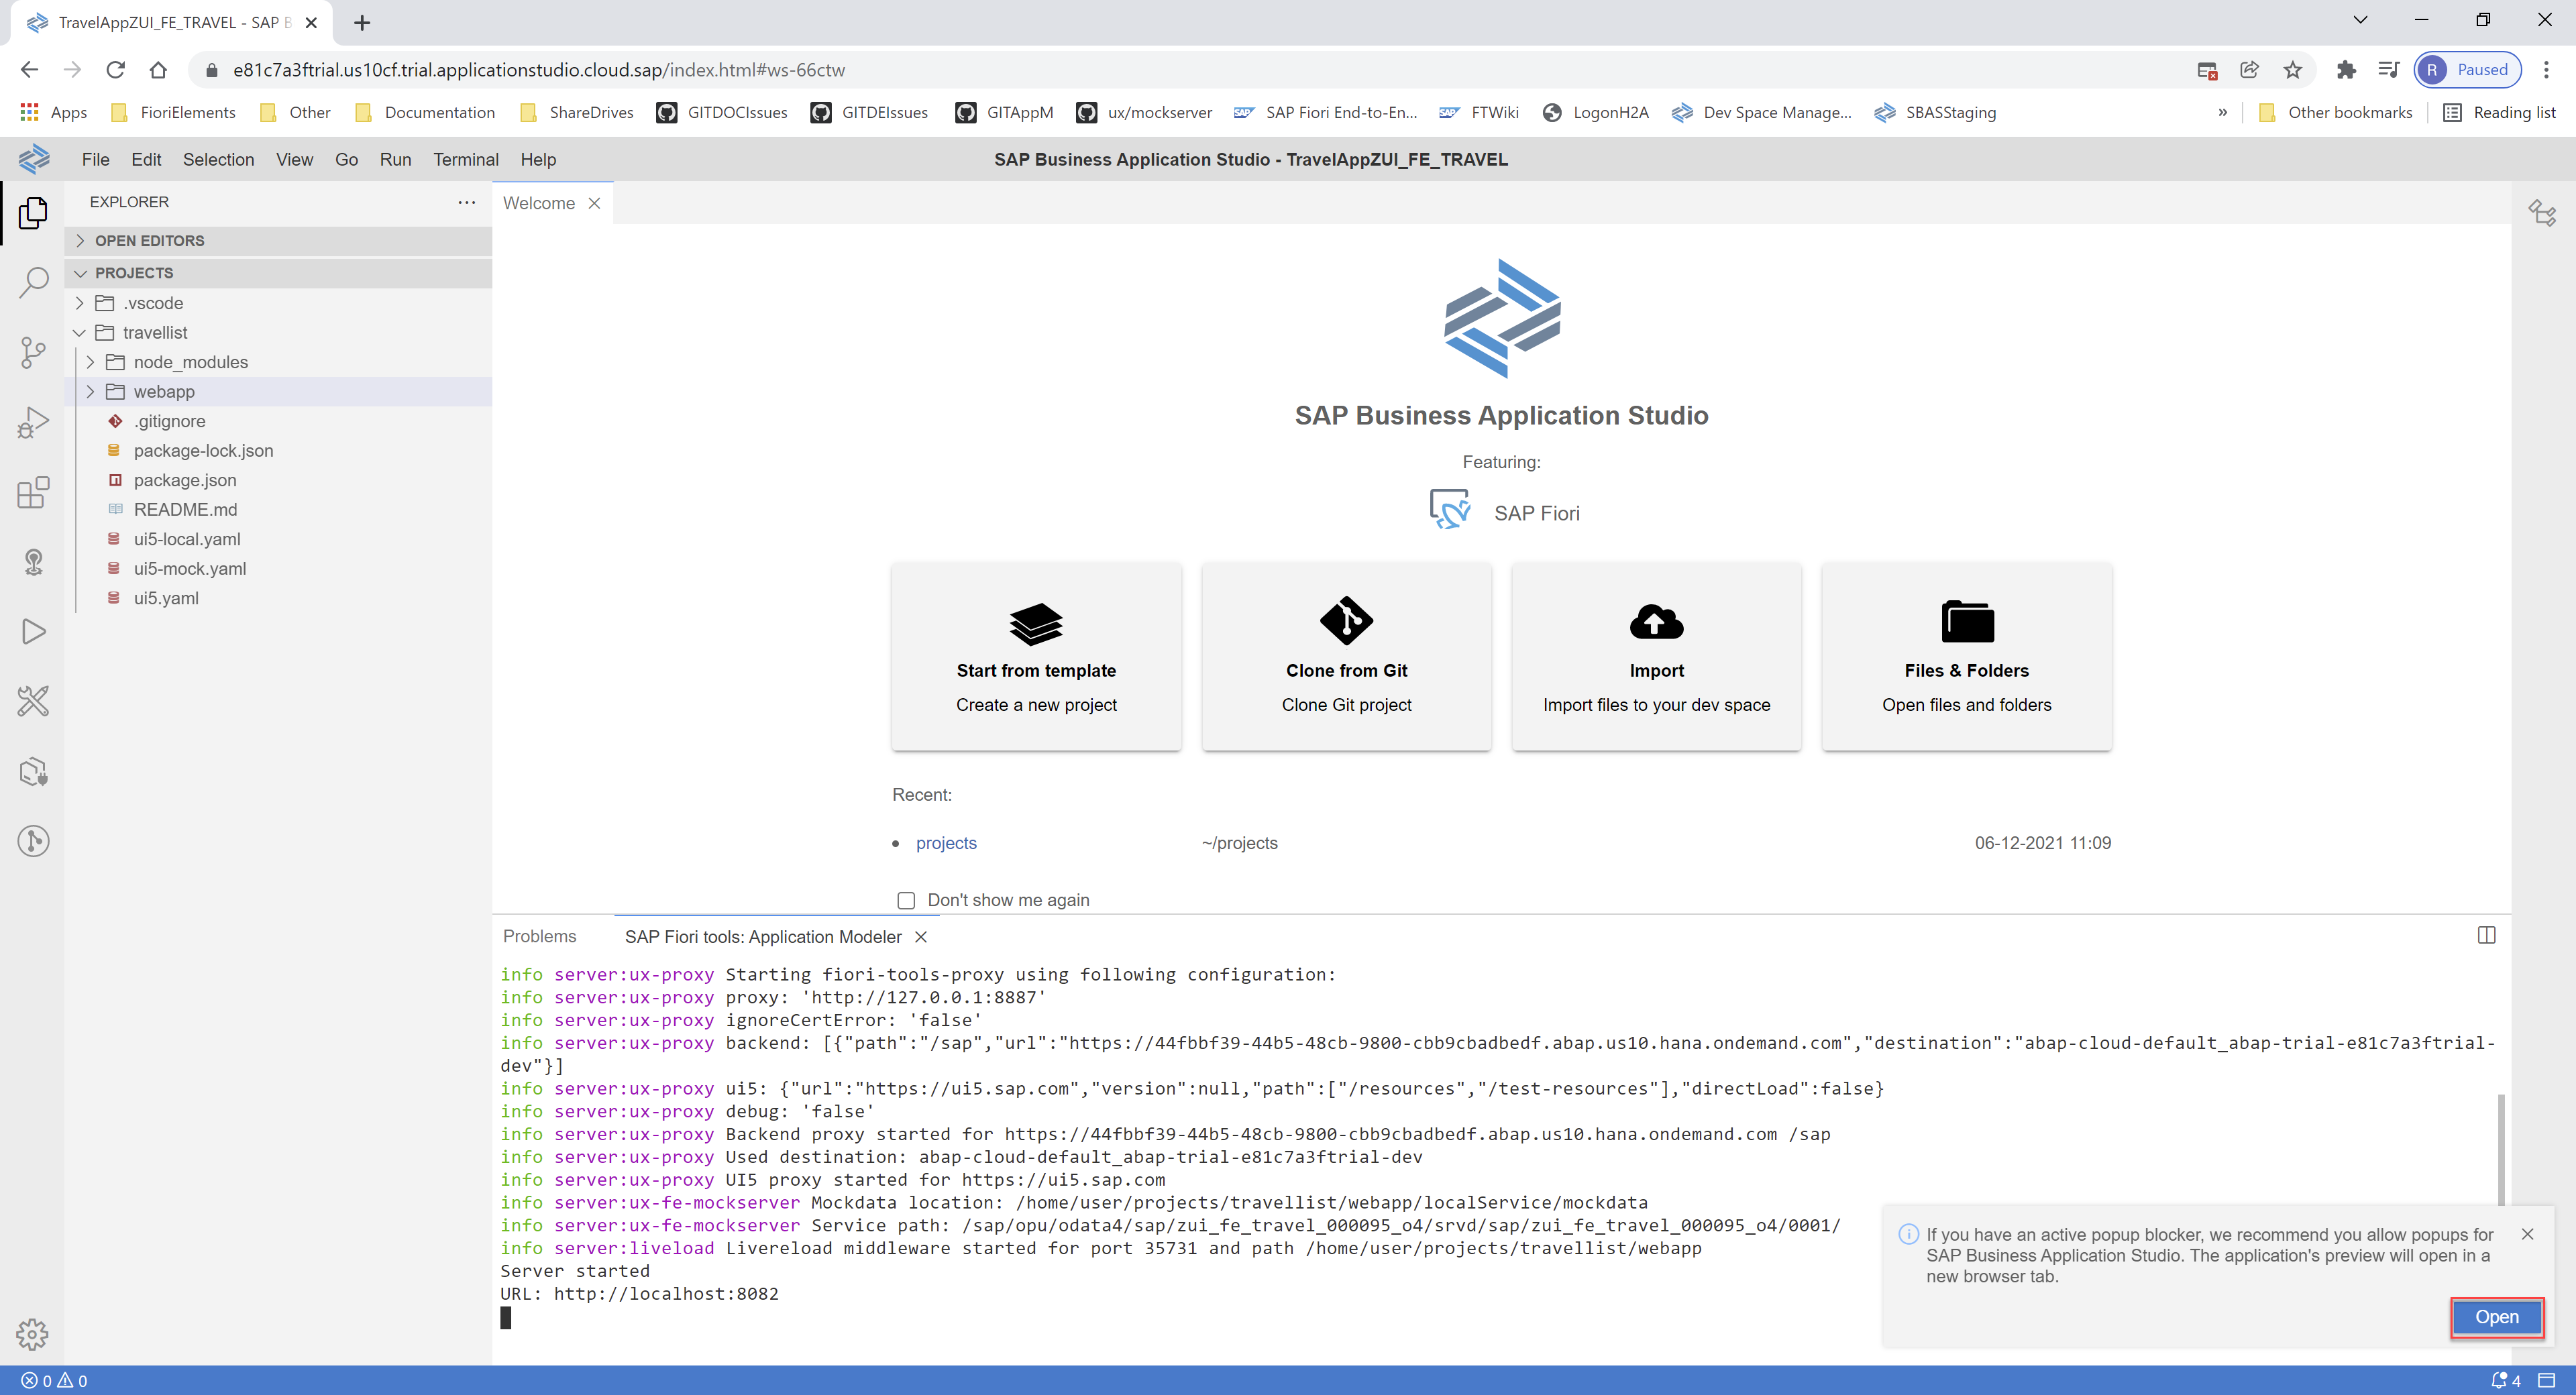 TravelAppZUI_FE_TRAVEL - SAP B
e81c7a3ftrial.us10cf.trial.applicationstudio.cloud.sap/index.html#ws-66ctw
R Paused
Apps FioriElements Other Documentation ShareDrives GITDOCIssues GITDEIssues GITAppM ux/mockserver SAP SAP Fiori End-to-En... SAP FTWiki LogonH2A Dev Space Manage... SBASStaging » Other bookmarks Reading list
File Edit Selection View Go Run Terminal Help SAP Business Application Studio - TravelAppZUI_FE_TRAVEL
EXPLORER
OPEN EDITORS
PROJECTS
.vscode
travellist
node_modules
webapp
.gitignore
package-lock.json
package.json
README.md
ui5-local.yaml
ui5-mock.yaml
ui5.yaml
Welcome
SAP Business Application Studio
Featuring:
SAP Fiori
Start from template
Create a new project
Clone from Git
Clone Git project
Import
Import files to your dev space
Files & Folders
Open files and folders
Recent:
• projects ~/projects 06-12-2021 11:09
Don't show me again
Problems SAP Fiori tools: Application Modeler
info server:ux-proxy Starting fiori-tools-proxy using following configuration:
info server:ux-proxy proxy: 'http://127.0.0.1:8887'
info server:ux-proxy ignoreCertError: 'false'
info server:ux-proxy backend: [{"path":"/sap","url":"https://44fbbf39-44b5-48cb-9800-cbb9cbadbedf.abap.us10.hana.ondemand.com","destination":"abap-cloud-default_abap-trial-e81c7a3ftrial-
dev"}]
info server:ux-proxy ui5: {"url":"https://ui5.sap.com","version":null,"path":["/resources","/test-resources"],"directLoad":false}
info server:ux-proxy debug: 'false'
info server:ux-proxy Backend proxy started for https://44fbbf39-44b5-48cb-9800-cbb9cbadbedf.abap.us10.hana.ondemand.com /sap
info server:ux-proxy Used destination: abap-cloud-default_abap-trial-e81c7a3ftrial-dev
info server:ux-proxy UI5 proxy started for https://ui5.sap.com
info server:ux-fe-mockserver Mockdata location: /home/user/projects/travellist/webapp/localService/mockdata
info server:ux-fe-mockserver Service path: /sap/opu/odata4/sap/zui_fe_travel_000095_o4/srvd/sap/zui_fe_travel_000095_o4/0001/
info server:liveload Livereload middleware started for port 35731 and path /home/user/projects/travellist/webapp
Server started
URL: http://localhost:8082
If you have an active popup blocker, we recommend you allow popups for
SAP Business Application Studio. The application's preview will open in a
new browser tab.
Open
0 0
4